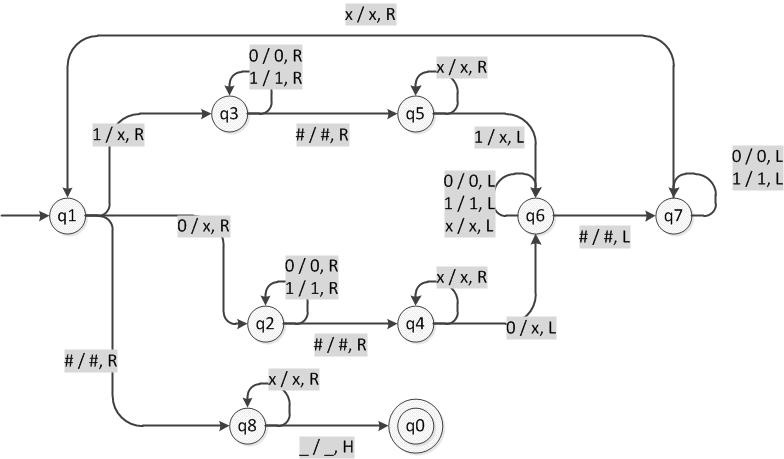 x / x, R
0 / 0, R
1 / 1, R
x / x, R
q3
q5
1 / x, R
# / #, R
1 / x, L
0 / 0, L
1 / 1, L
0 / 0, L
1 / 1, L
x / x, L
q1
q6
q7
0 / x, R
# / #, L
0 / 0, R
1 / 1, R
x / x, R
q2
q4
0 / x, L
# / #, R
# / #, R
x / x, R
q8
q0
_ / _, H